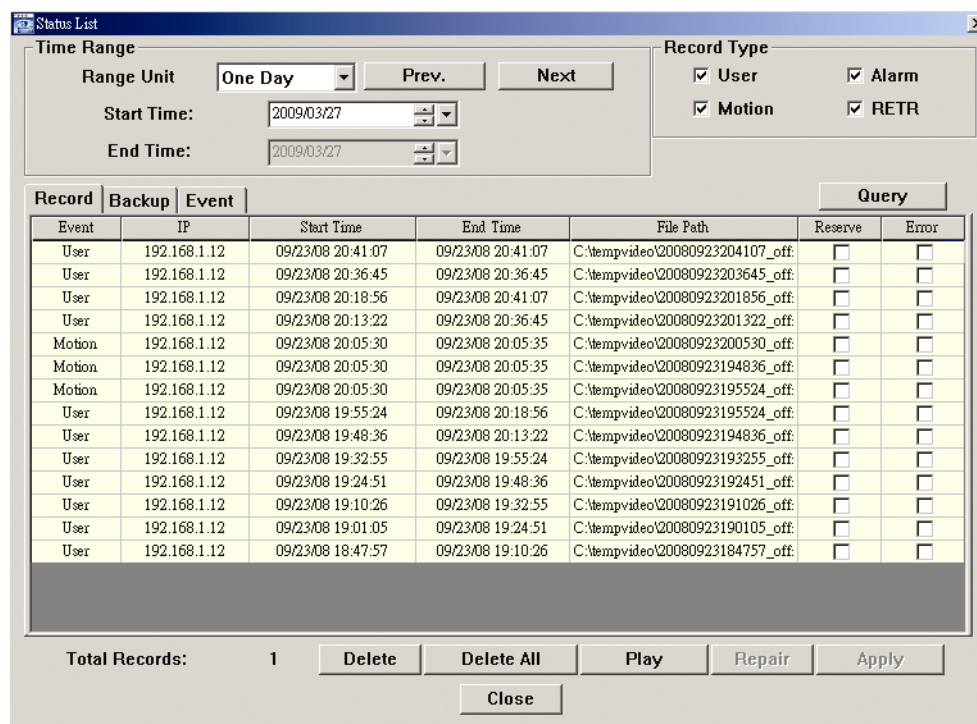 Status List
Time Range
Record Type
Range Unit One Day Prev. Next
User Alarm
Start Time: 2009/03/27
Motion RETR
End Time: 2009/03/27
Record Backup Event Query
Event IP Start Time End Time File Path Reserve Error
User 192.168.1.12 09/23/08 20:41:07 09/23/08 20:41:07 C:\tempvideo\20080923204107_off:
User 192.168.1.12 09/23/08 20:36:45 09/23/08 20:36:45 C:\tempvideo\20080923203645_off:
User 192.168.1.12 09/23/08 20:18:56 09/23/08 20:41:07 C:\tempvideo\20080923201856_off:
User 192.168.1.12 09/23/08 20:13:22 09/23/08 20:36:45 C:\tempvideo\20080923201322_off:
Motion 192.168.1.12 09/23/08 20:05:30 09/23/08 20:05:35 C:\tempvideo\20080923200530_off:
Motion 192.168.1.12 09/23/08 20:05:30 09/23/08 20:05:35 C:\tempvideo\20080923194836_off:
Motion 192.168.1.12 09/23/08 20:05:30 09/23/08 20:05:35 C:\tempvideo\20080923195524_off:
User 192.168.1.12 09/23/08 19:55:24 09/23/08 20:18:56 C:\tempvideo\20080923195524_off:
User 192.168.1.12 09/23/08 19:48:36 09/23/08 20:13:22 C:\tempvideo\20080923194836_off:
User 192.168.1.12 09/23/08 19:32:55 09/23/08 19:55:24 C:\tempvideo\20080923193255_off:
User 192.168.1.12 09/23/08 19:24:51 09/23/08 19:48:36 C:\tempvideo\20080923192451_off:
User 192.168.1.12 09/23/08 19:10:26 09/23/08 19:32:55 C:\tempvideo\20080923191026_off:
User 192.168.1.12 09/23/08 19:01:05 09/23/08 19:24:51 C:\tempvideo\20080923190105_off:
User 192.168.1.12 09/23/08 18:47:57 09/23/08 19:10:26 C:\tempvideo\20080923184757_off:
Total Records: 1 Delete Delete All Play Repair Apply
Close